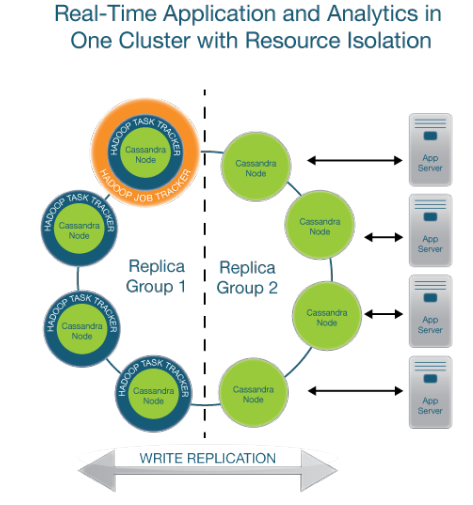 Real-Time Application and Analytics in
One Cluster with Resource Isolation
HADOOP TASK TRACKER
Cassandra
Node
HADOOP JOB TRACKER
Cassandra
Node
App
Server
HADOOP TASK TRACKER
Cassandra
Node
Cassandra
Node
App
Server
Replica
Group 1
Replica
Group 2
HADOOP TASK TRACKER
Cassandra
Node
Cassandra
Node
App
Server
HADOOP TASK TRACKER
Cassandra
Node
Cassandra
Node
App
Server
WRITE REPLICATION